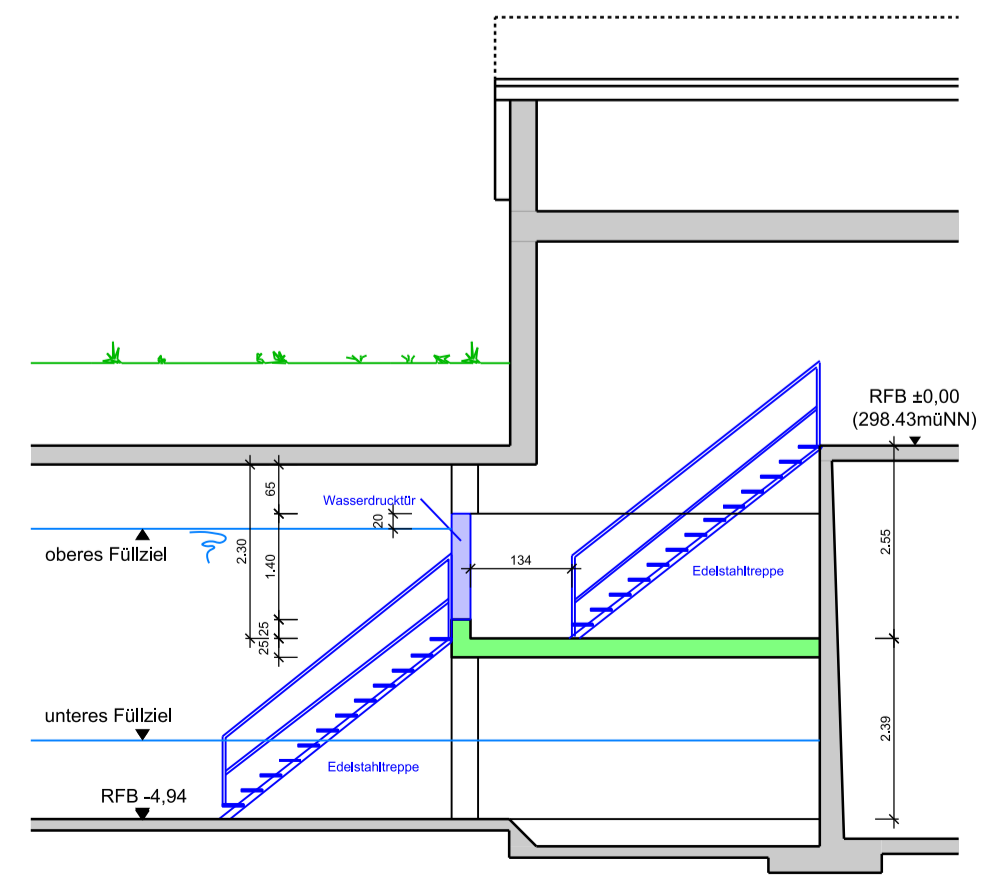 RFB ±0,00
(298.43müNN)
65
Wasserdrucktür
20
oberes Füllziel
2.30
1.40
134
2.55
Edelstahltreppe
25
25
unteres Füllziel
2.39
Edelstahltreppe
RFB -4,94